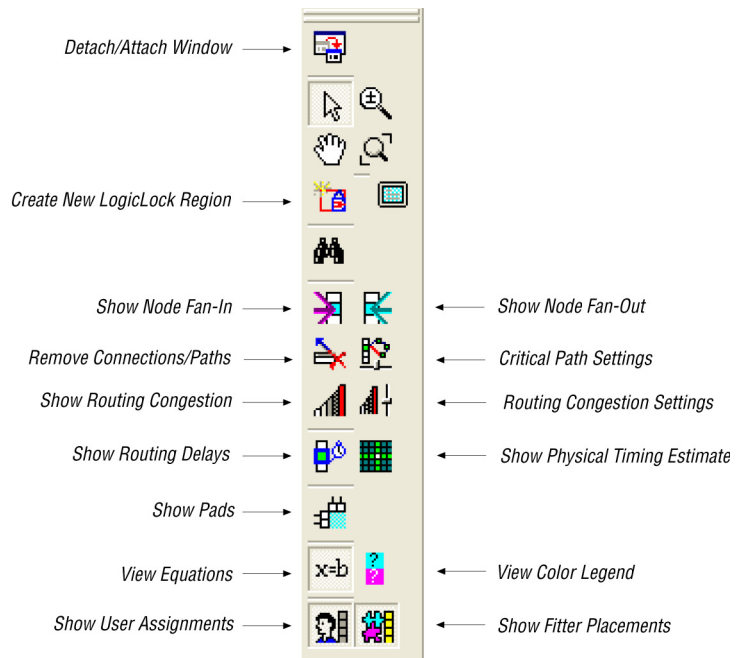 Detach/Attach Window
Create New LogicLock Region
Show Node Fan-In
Show Node Fan-Out
Remove Connections/Paths
Critical Path Settings
Show Routing Congestion
Routing Congestion Settings
Show Routing Delays
Show Physical Timing Estimate
Show Pads
View Equations
x=b
?
?
View Color Legend
Show User Assignments
Show Fitter Placements